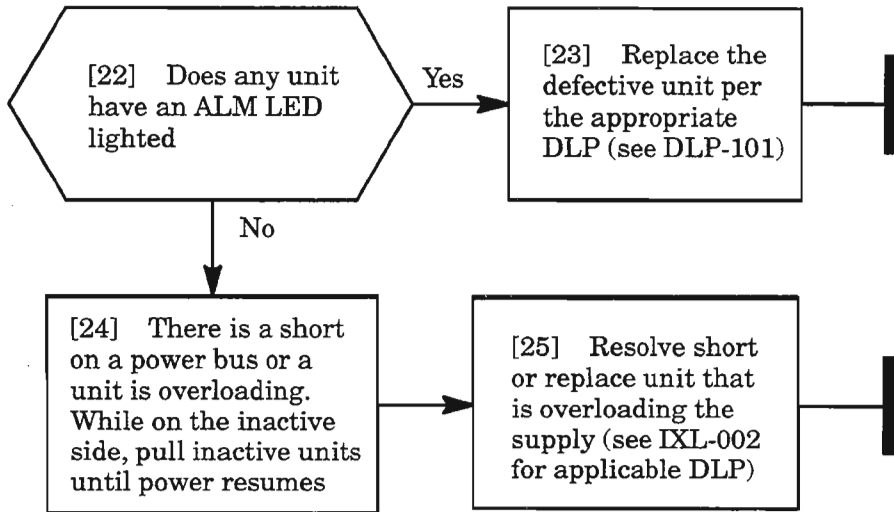 [22] Does any unit
have an ALM LED
lighted
Yes
[23] Replace the
defective unit per
the appropriate
DLP (see DLP-101)
No
[24] There is a short
on a power bus or a
unit is overloading.
While on the inactive
side, pull inactive units
until power resumes
[25] Resolve short
or replace unit that
is overloading the
supply (see IXL-002
for applicable DLP)